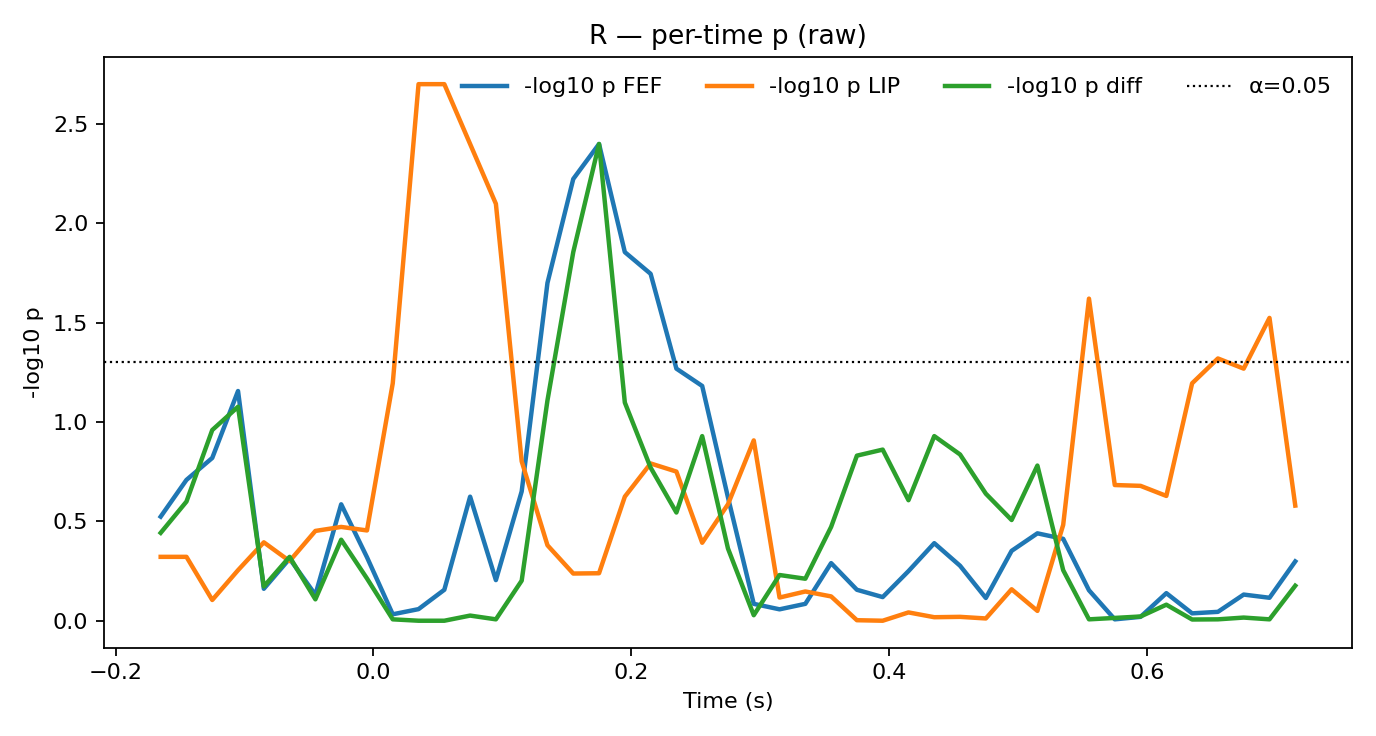 R — per-time p (raw)
-log10 p FEF
-log10 p LIP
-log10 p diff
α=0.05
-log10 p
2.5
2.0
1.5
1.0
0.5
0.0
−0.2
0.0
0.2
0.4
0.6
Time (s)